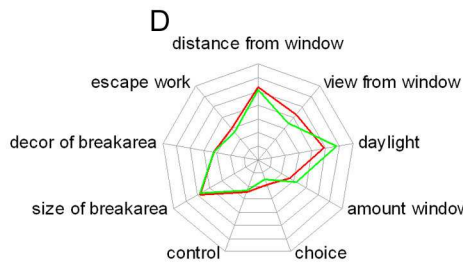 D
distance from window
escape work
view from window
decor of breakarea
daylight
size of breakarea
amount window
control
choice